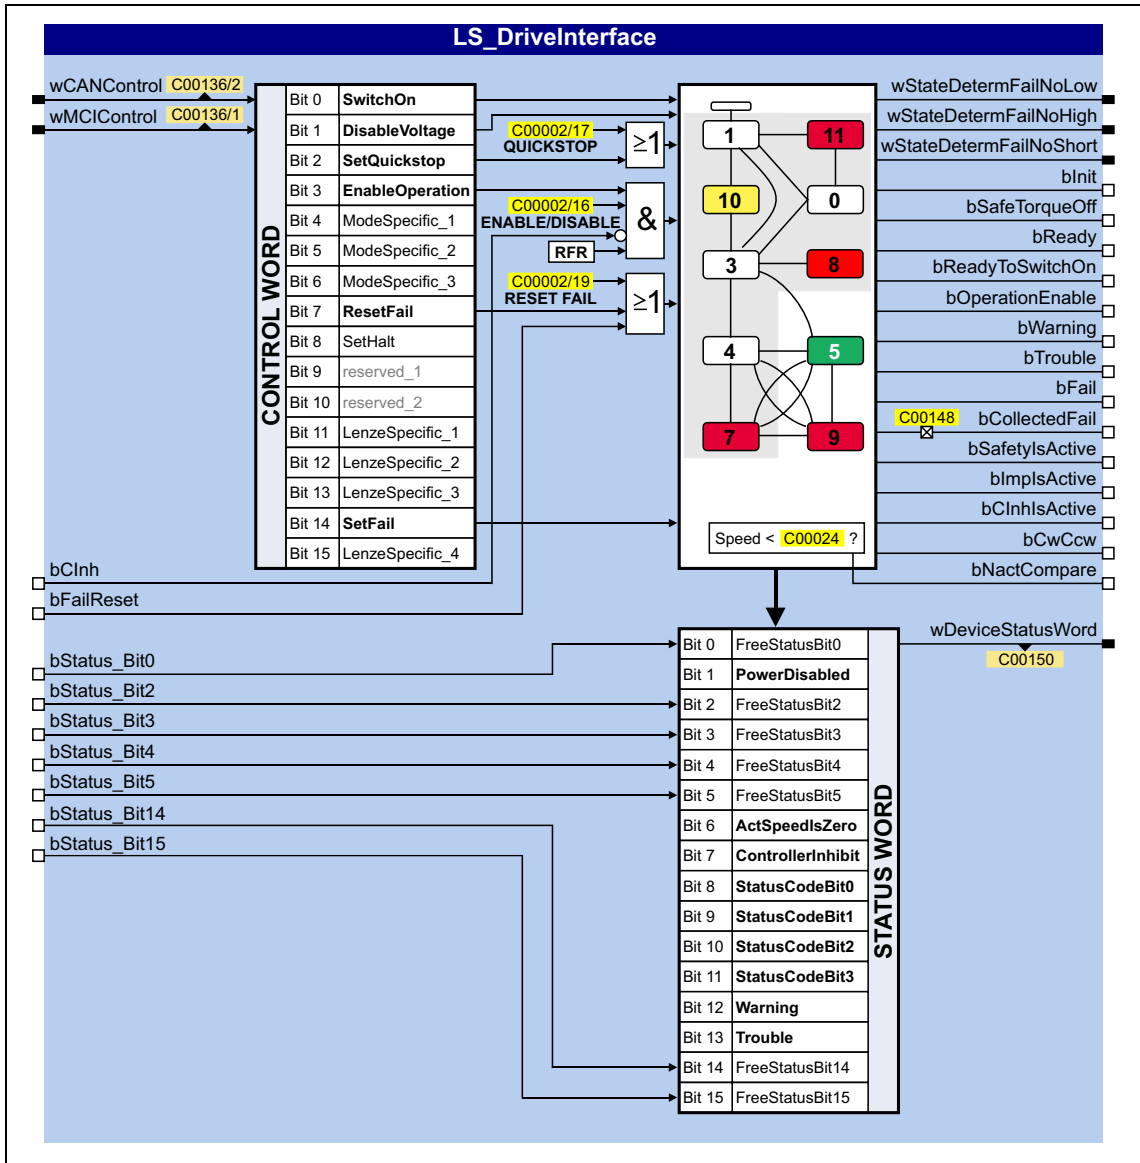 LS_DriveInterface
wCANControl C00136/2
wMCIControl C00136/1
CONTROL WORD
Bit 0 SwitchOn
Bit 1 DisableVoltage
Bit 2 SetQuickstop
Bit 3 EnableOperation
Bit 4 ModeSpecific_1
Bit 5 ModeSpecific_2
Bit 6 ModeSpecific_3
Bit 7 ResetFail
Bit 8 SetHalt
Bit 9 reserved_1
Bit 10 reserved_2
Bit 11 LenzeSpecific_1
Bit 12 LenzeSpecific_2
Bit 13 LenzeSpecific_3
Bit 14 SetFail
Bit 15 LenzeSpecific_4
C00002/17
QUICKSTOP
≥1
C00002/16
ENABLE/DISABLE
RFR
&
C00002/19
RESET FAIL
≥1
1 11
10 0
3 8
4 5
7 9
Speed < C00024 ?
wStateDetermFailNoLow
wStateDetermFailNoHigh
wStateDetermFailNoShort
bInit
bSafeTorqueOff
bReady
bReadyToSwitchOn
bOperationEnable
bWarning
bTrouble
bFail
C00148 bCollectedFail
bSafetyIsActive
bImpIsActive
bCInhIsActive
bCwCcw
bNactCompare
bCInh
bFailReset
bStatus_Bit0
bStatus_Bit2
bStatus_Bit3
bStatus_Bit4
bStatus_Bit5
bStatus_Bit14
bStatus_Bit15
Bit 0 FreeStatusBit0
Bit 1 PowerDisabled
Bit 2 FreeStatusBit2
Bit 3 FreeStatusBit3
Bit 4 FreeStatusBit4
Bit 5 FreeStatusBit5
Bit 6 ActSpeedIsZero
Bit 7 ControllerInhibit
Bit 8 StatusCodeBit0
Bit 9 StatusCodeBit1
Bit 10 StatusCodeBit2
Bit 11 StatusCodeBit3
Bit 12 Warning
Bit 13 Trouble
Bit 14 FreeStatusBit14
Bit 15 FreeStatusBit15
STATUS WORD
wDeviceStatusWord
C00150